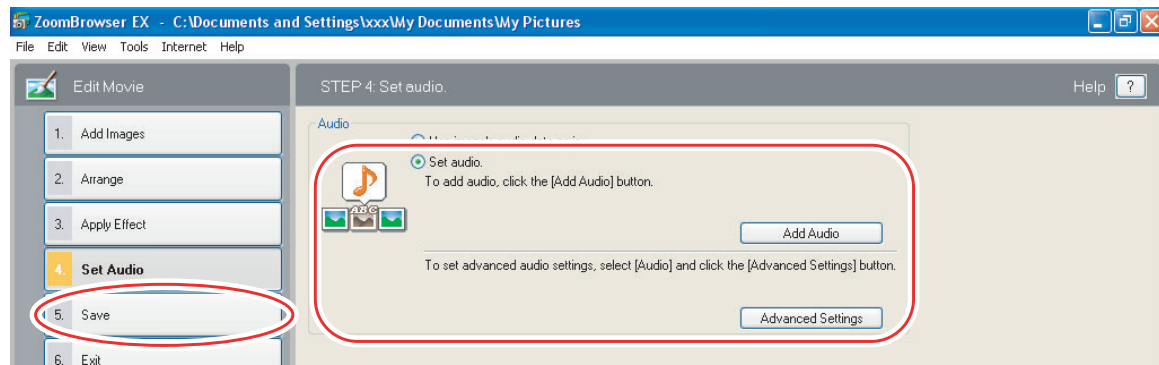 ZoomBrowser EX - C:\Documents and Settings\xxx\My Documents\My Pictures
File Edit View Tools Internet Help
Edit Movie
STEP 4: Set audio.
Help ?
1. Add Images
2. Arrange
3. Apply Effect
4. Set Audio
5. Save
6. Exit
Audio
Set audio.
To add audio, click the [Add Audio] button.
ABC
Add Audio
To set advanced audio settings, select [Audio] and click the [Advanced Settings] button.
Advanced Settings